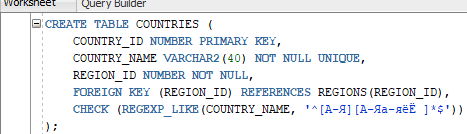 Worksheet Query Builder
CREATE TABLE COUNTRIES (
COUNTRY_ID NUMBER PRIMARY KEY,
COUNTRY_NAME VARCHAR2(40) NOT NULL UNIQUE,
REGION_ID NUMBER NOT NULL,
FOREIGN KEY (REGION_ID) REFERENCES REGIONS(REGION_ID),
CHECK (REGEXP_LIKE(COUNTRY_NAME, '^[А-Я][А-Яа-яёЁ ]*$'))
);